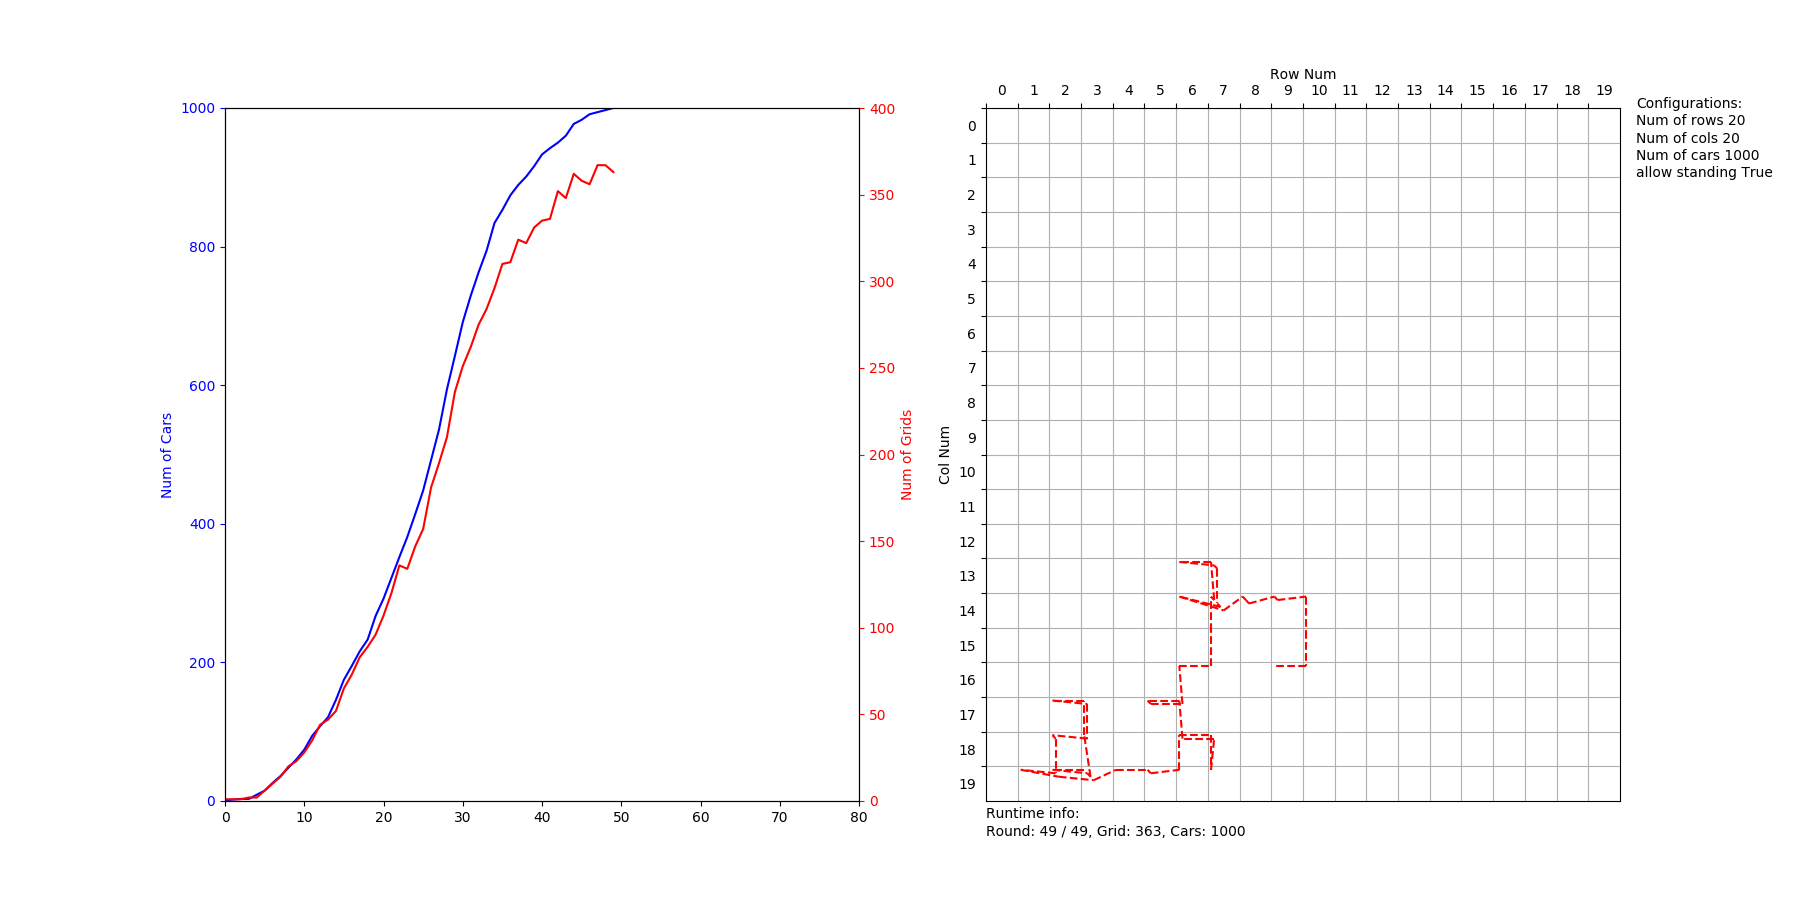 1000
800
600
400
200
0
Num of Cars
0 10 20 30 40 50 60 70 80
400
350
300
250
200
150
100
50
0
Num of Grids
Row Num
0 1 2 3 4 5 6 7 8 9 10 11 12 13 14 15 16 17 18 19
Col Num
0
1
2
3
4
5
6
7
8
9
10
11
12
13
14
15
16
17
18
19
Configurations:
Num of rows 20
Num of cols 20
Num of cars 1000
allow standing True
Runtime info:
Round: 49 / 49, Grid: 363, Cars: 1000